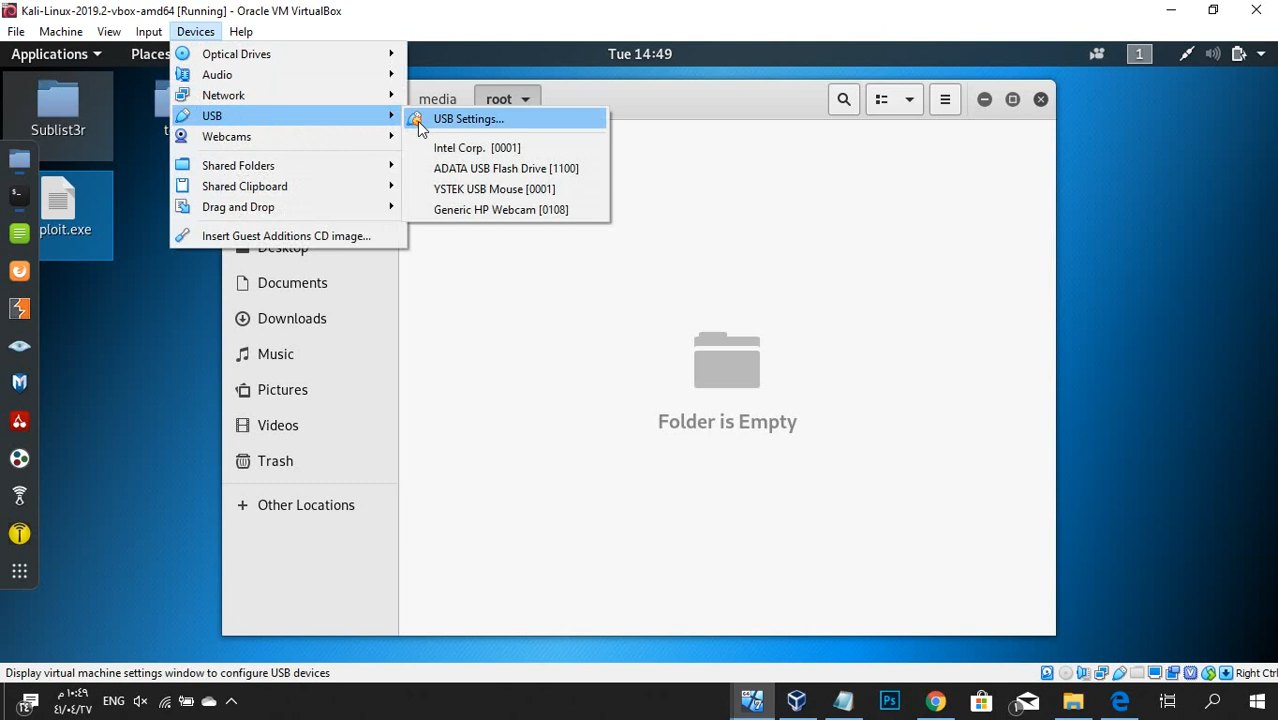 Kali-Linux-2019.2-vbox-amd64 [Running] - Oracle VM VirtualBox
File Machine View Input Devices Help
Applications Places Tue 14:49 1
Optical Drives
Audio
Network
USB
Webcams
Shared Folders
Shared Clipboard
Drag and Drop
Insert Guest Additions CD image...
USB Settings...
Intel Corp. [0001]
ADATA USB Flash Drive [1100]
YSTEK USB Mouse [0001]
Generic HP Webcam [0108]
media root
Sublist3r
t
ploit.exe
Desktop
Documents
Downloads
Music
Pictures
Videos
Trash
Other Locations
Folder is Empty
Display virtual machine settings window to configure USB devices
Right Ctrl
ENG
Ps